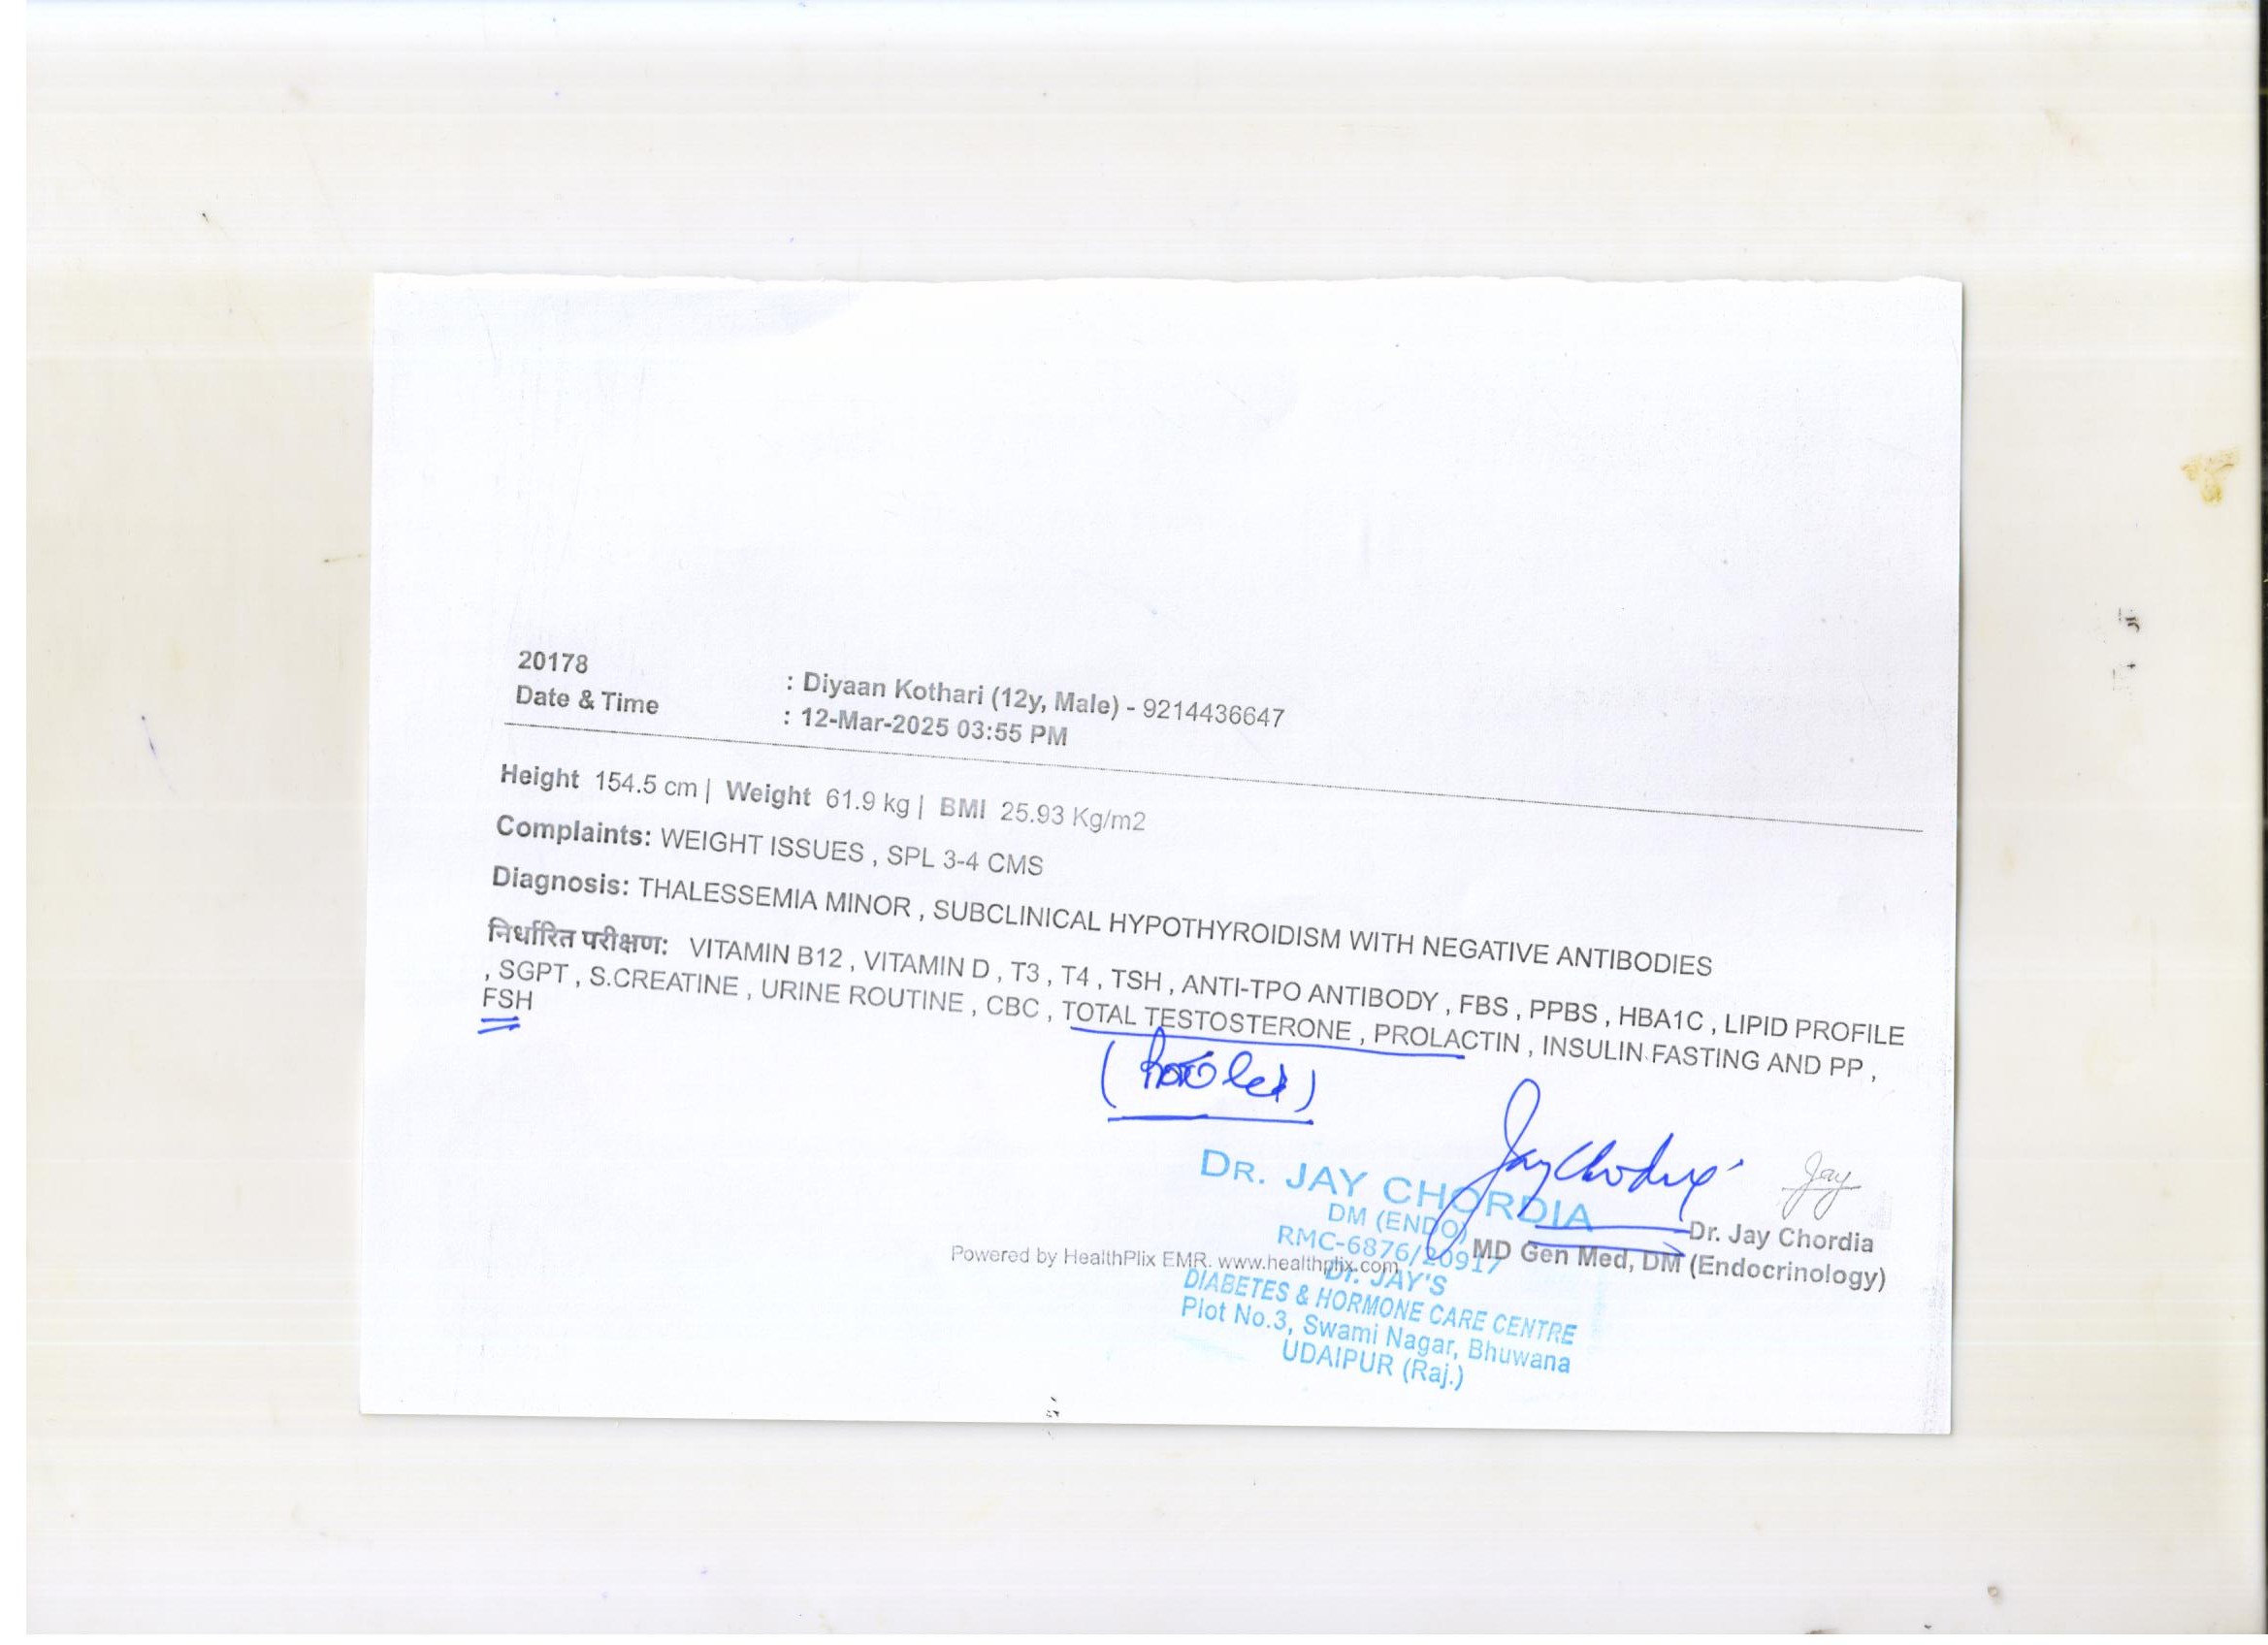 20178 : Diyaan Kothari (12y, Male) - 9214436647
Date & Time : 12-Mar-2025 03:55 PM
Height 154.5 cm | Weight 61.9 kg | BMI 25.93 Kg/m2
Complaints: WEIGHT ISSUES , SPL 3-4 CMS
Diagnosis: THALESSEMIA MINOR , SUBCLINICAL HYPOTHYROIDISM WITH NEGATIVE ANTIBODIES
निर्धारित परीक्षण: VITAMIN B12 , VITAMIN D , T3 , T4 , TSH , ANTI-TPO ANTIBODY , FBS , PPBS , HBA1C , LIPID PROFILE
, SGPT , S.CREATINE , URINE ROUTINE , CBC , TOTAL TESTOSTERONE , PROLACTIN , INSULIN FASTING AND PP ,
FSH
Jay Chordia
Jay
DR. JAY CHORDIA
DM (ENDO)
RMC-6876/20917
Dr. JAY'S
DIABETES & HORMONE CARE CENTRE
Plot No.3, Swami Nagar, Bhuwana
UDAIPUR (Raj.)
Dr. Jay Chordia
MD Gen Med, DM (Endocrinology)
Powered by HealthPlix EMR. www.healthplix.com